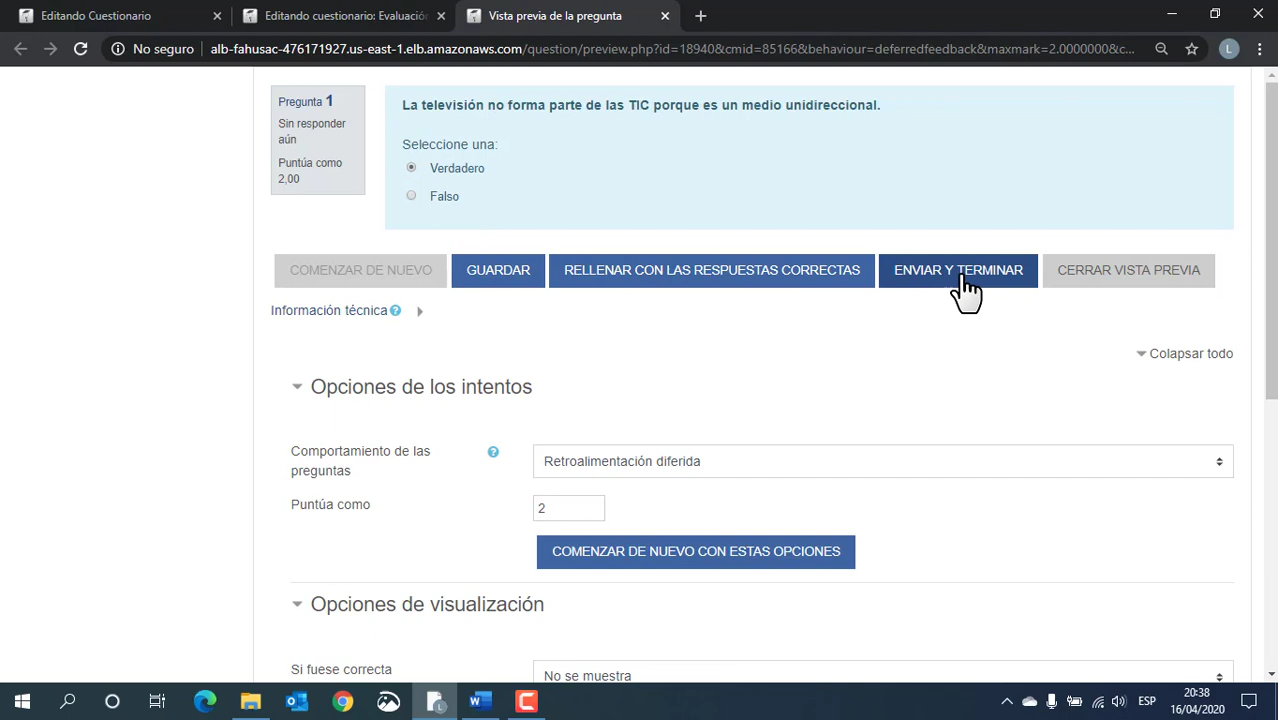 Editando Cuestionario
Editando cuestionario: Evaluación
Vista previa de la pregunta
No seguro
alb-fahusac-476171927.us-east-1.elb.amazonaws.com/question/preview.php?id=18940&cmid=85166&behaviour=deferredfeedback&maxmark=2.0000000&c...
L
Pregunta 1
Sin responder
aún
Puntúa como
2,00
La televisión no forma parte de las TIC porque es un medio unidireccional.
Seleccione una:
Verdadero
Falso
COMENZAR DE NUEVO
GUARDAR
RELLENAR CON LAS RESPUESTAS CORRECTAS
ENVIAR Y TERMINAR
CERRAR VISTA PREVIA
Información técnica
Colapsar todo
Opciones de los intentos
Comportamiento de las
preguntas
Retroalimentación diferida
Puntúa como
2
COMENZAR DE NUEVO CON ESTAS OPCIONES
Opciones de visualización
Si fuese correcta
No se muestra
ESP
20:38
16/04/2020